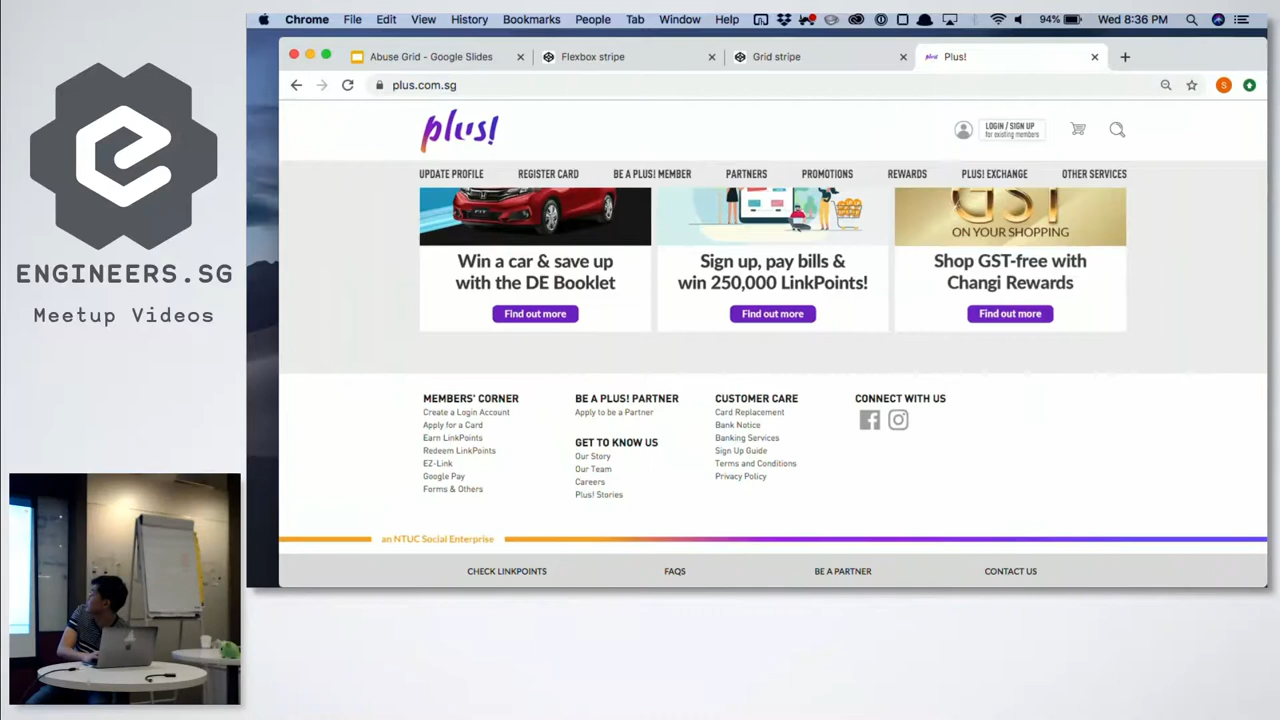 Chrome File Edit View History Bookmarks People Tab Window Help 94% Wed 8:36 PM
Abuse Grid - Google Slides
Flexbox stripe
Grid stripe
plus! Plus!
plus.com.sg
S
plus!
LOGIN / SIGN UP
for existing members
UPDATE PROFILE REGISTER CARD BE A PLUS! MEMBER PARTNERS PROMOTIONS REWARDS PLUS! EXCHANGE OTHER SERVICES
GST
ON YOUR SHOPPING
Win a car & save up
with the DE Booklet
Find out more
Sign up, pay bills &
win 250,000 LinkPoints!
Find out more
Shop GST-free with
Changi Rewards
Find out more
MEMBERS' CORNER
Create a Login Account
Apply for a Card
Earn LinkPoints
Redeem LinkPoints
EZ-Link
Google Pay
Forms & Others
BE A PLUS! PARTNER
Apply to be a Partner
GET TO KNOW US
Our Story
Our Team
Careers
Plus! Stories
CUSTOMER CARE
Card Replacement
Bank Notice
Banking Services
Sign Up Guide
Terms and Conditions
Privacy Policy
CONNECT WITH US
an NTUC Social Enterprise
CHECK LINKPOINTS FAQS BE A PARTNER CONTACT US
ENGINEERS.SG
Meetup Videos